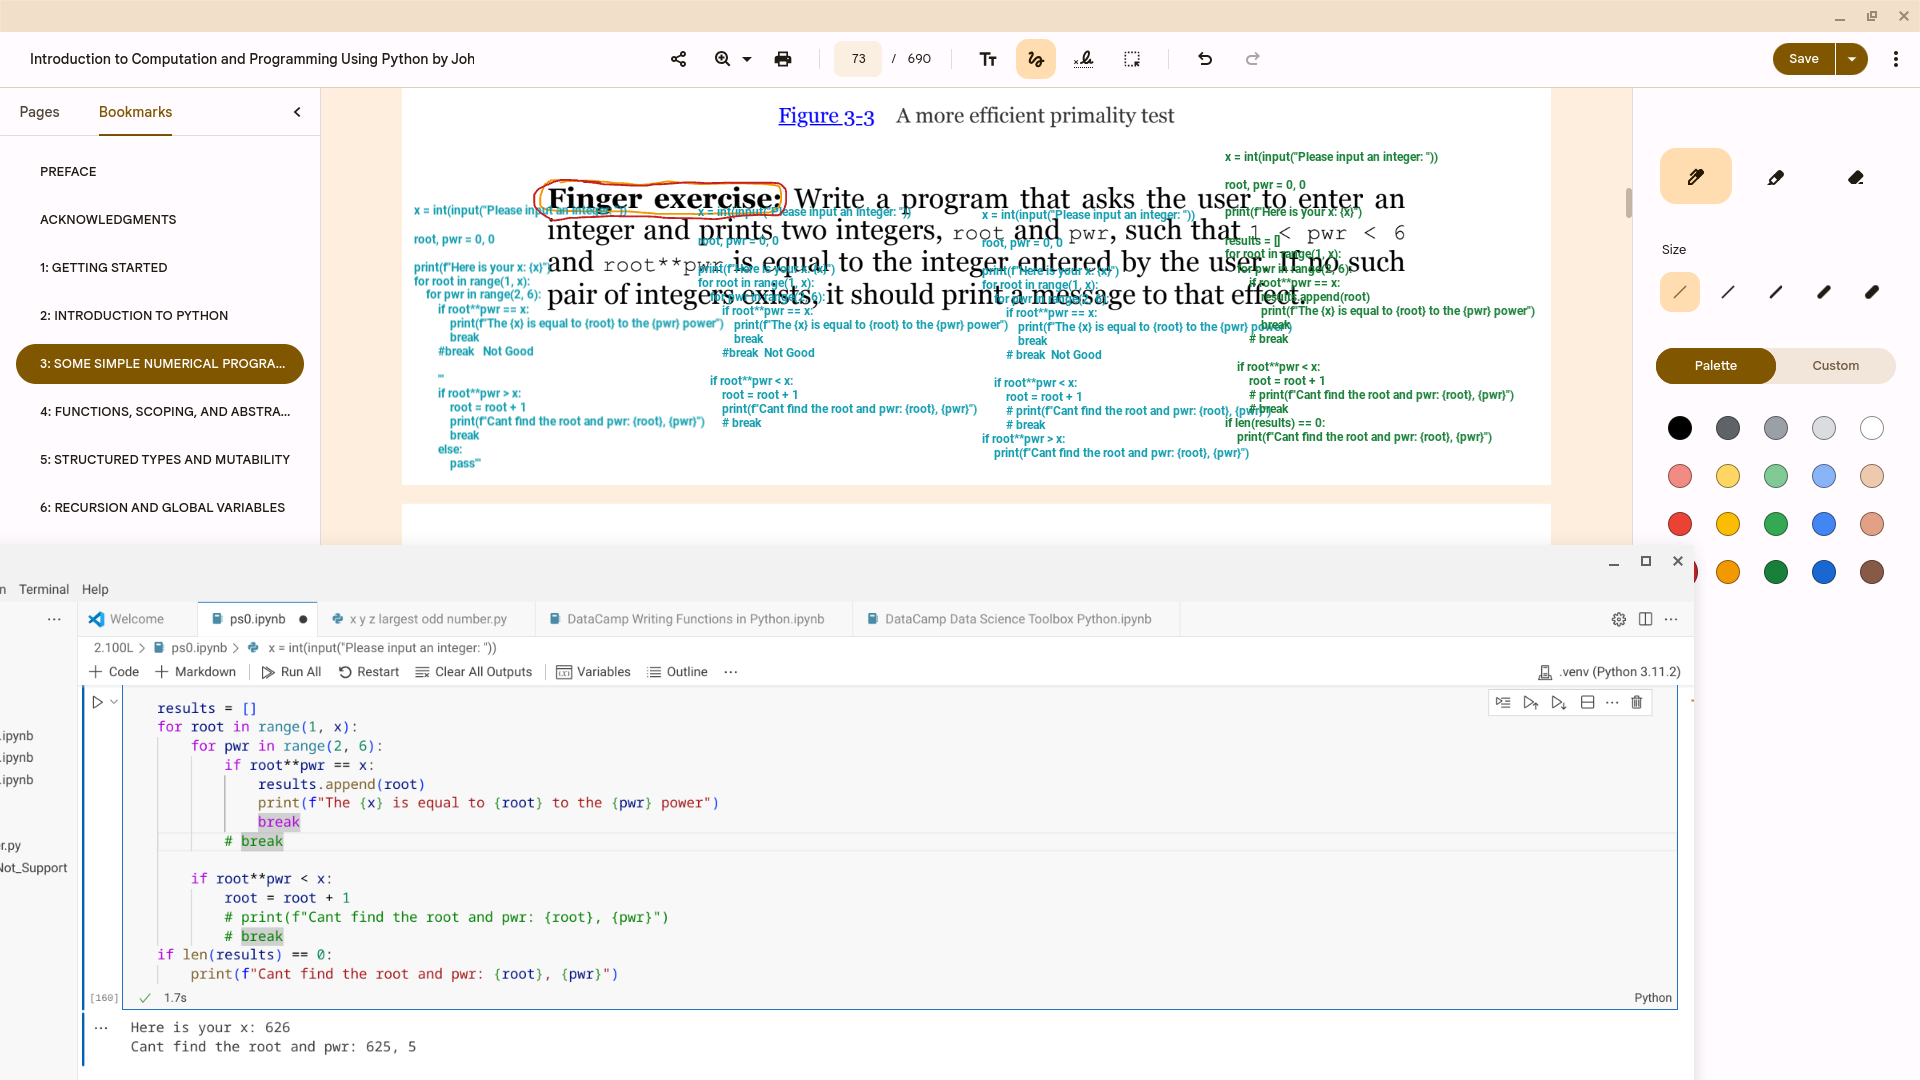 Introduction to Computation and Programming Using Python by Joh
73 / 690
Save
Pages
Bookmarks
PREFACE
ACKNOWLEDGMENTS
1: GETTING STARTED
2: INTRODUCTION TO PYTHON
3: SOME SIMPLE NUMERICAL PROGRA...
4: FUNCTIONS, SCOPING, AND ABSTRA...
5: STRUCTURED TYPES AND MUTABILITY
6: RECURSION AND GLOBAL VARIABLES
Figure 3-3 A more efficient primality test
Finger exercise: Write a program that asks the user to enter an
integer and prints two integers, root and pwr, such that 1 < pwr < 6
and root**pwr is equal to the integer entered by the user. If no such
pair of integers exists, it should print a message to that effect.
x = int(input("Please input an integer: "))
root, pwr = 0, 0
print(f"Here is your x: {x}")
for root in range(1, x):
for pwr in range(2, 6):
if root**pwr == x:
print(f"The {x} is equal to {root} to the {pwr} power")
break
#break Not Good
'''
if root**pwr > x:
root = root + 1
print(f"Cant find the root and pwr: {root}, {pwr}")
break
else:
pass'''
x = int(input("Please input an integer: "))
root, pwr = 0, 0
print(f"Here is your x: {x}")
for root in range(1, x):
for pwr in range(2, 6):
if root**pwr == x:
print(f"The {x} is equal to {root} to the {pwr} power")
break
#break Not Good
if root**pwr < x:
root = root + 1
print(f"Cant find the root and pwr: {root}, {pwr}")
# break
x = int(input("Please input an integer: "))
root, pwr = 0, 0
print(f"Here is your x: {x}")
for root in range(1, x):
for pwr in range(2, 6):
if root**pwr == x:
print(f"The {x} is equal to {root} to the {pwr} power")
break
# break Not Good
if root**pwr < x:
root = root + 1
# print(f"Cant find the root and pwr: {root}, {pwr}")
# break
if root**pwr > x:
print(f"Cant find the root and pwr: {root}, {pwr}")
x = int(input("Please input an integer: "))
root, pwr = 0, 0
print(f"Here is your x: {x}")
results = []
for root in range(1, x):
for pwr in range(2, 6):
if root**pwr == x:
results.append(root)
print(f"The {x} is equal to {root} to the {pwr} power")
break
# break
if root**pwr < x:
root = root + 1
# print(f"Cant find the root and pwr: {root}, {pwr}")
# break
if len(results) == 0:
print(f"Cant find the root and pwr: {root}, {pwr}")
Size
Palette
Custom
n Terminal Help
Welcome
ps0.ipynb
x y z largest odd number.py
DataCamp Writing Functions in Python.ipynb
DataCamp Data Science Toolbox Python.ipynb
2.100L > ps0.ipynb > x = int(input("Please input an integer: "))
Code Markdown Run All Restart Clear All Outputs Variables Outline ...
.venv (Python 3.11.2)
.ipynb
.ipynb
.ipynb
r.py
Not_Support
results = []
for root in range(1, x):
for pwr in range(2, 6):
if root**pwr == x:
results.append(root)
print(f"The {x} is equal to {root} to the {pwr} power")
break
# break
if root**pwr < x:
root = root + 1
# print(f"Cant find the root and pwr: {root}, {pwr}")
# break
if len(results) == 0:
print(f"Cant find the root and pwr: {root}, {pwr}")
[160] 1.7s
Python
Here is your x: 626
Cant find the root and pwr: 625, 5